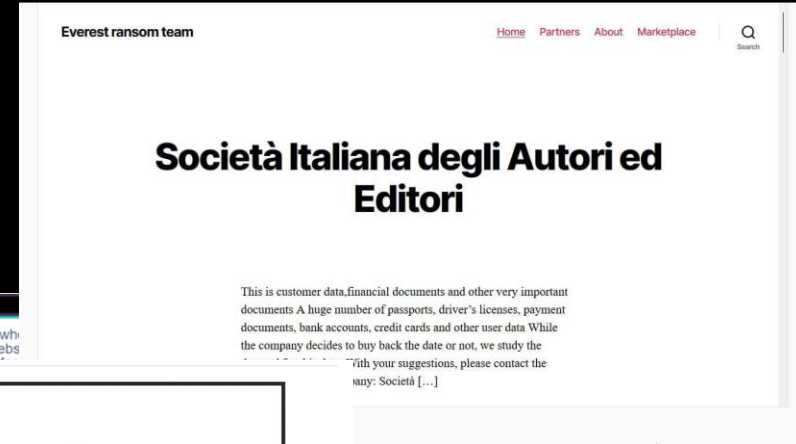 Everest ransom team
Home Partners About Marketplace
Search
Società Italiana degli Autori ed
Editori
This is customer data,financial documents and other very important
documents A huge number of passports, driver's licenses, payment
documents, bank accounts, credit cards and other user data While
the company decides to buy back the date or not, we study the
With your suggestions, please contact the
Società […]